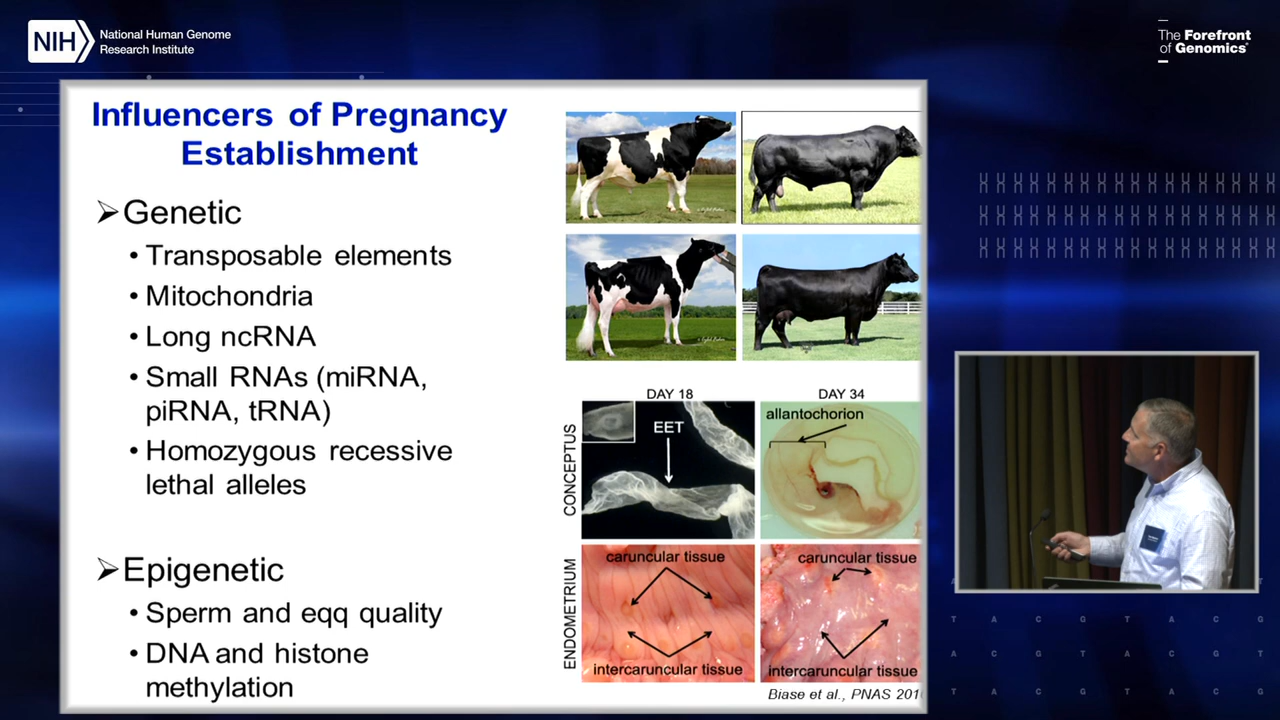 NIH
National Human Genome
Research Institute
The Forefront
of Genomics®
Influencers of Pregnancy
Establishment
➢Genetic
• Transposable elements
• Mitochondria
• Long ncRNA
• Small RNAs (miRNA,
piRNA, tRNA)
• Homozygous recessive
lethal alleles
➢Epigenetic
• Sperm and eqq quality
• DNA and histone
methylation
DAY 18
DAY 34
CONCEPTUS
EET
allantochorion
ENDOMETRIUM
caruncular tissue
caruncular tissue
intercaruncular tissue
intercaruncular tissue
Biase et al., PNAS 201
T A C G T A C G
A C G T A C G T
T A C G T A C G